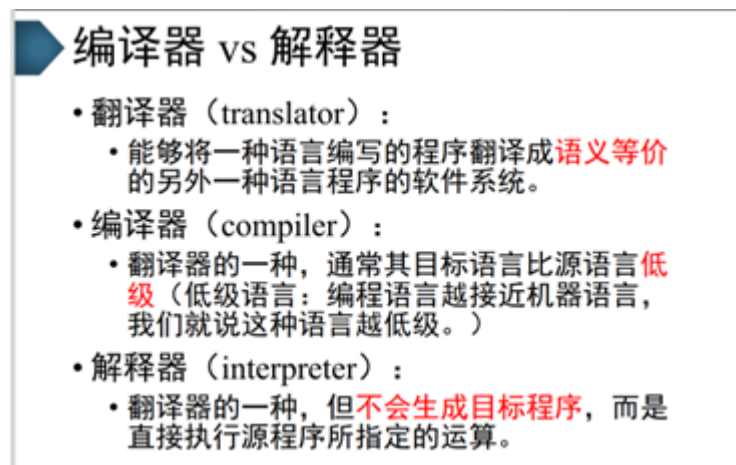 编译器 vs 解释器
• 翻译器（translator）：
• 能够将一种语言编写的程序翻译成语义等价
的另外一种语言程序的软件系统。
• 编译器（compiler）：
• 翻译器的一种，通常其目标语言比源语言低
级（低级语言：编程语言越接近机器语言，
我们就说这种语言越低级。）
• 解释器（interpreter）：
• 翻译器的一种，但不会生成目标程序，而是
直接执行源程序所指定的运算。